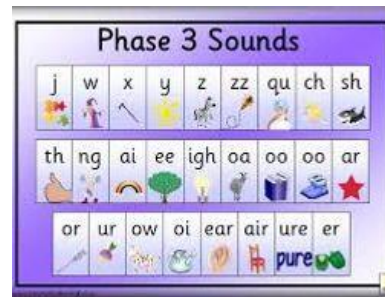 Phase 3 Sounds
j w x y z zz qu ch sh
th ng ai ee igh oa oo oo ar
or ur ow oi ear air ure er
pure